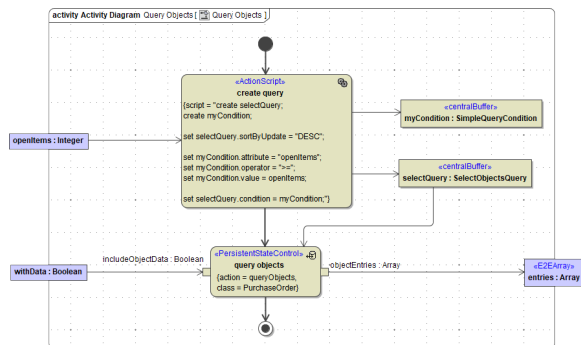 activity Activity Diagram Query Objects [ Query Objects ]
«ActionScript»
create query
{script = "create selectQuery;
create myCondition;
set selectQuery.sortByUpdate = "DESC";
set myCondition.attribute = "openItems";
set myCondition.operator = ">=";
set myCondition.value = openItems;
set selectQuery.condition = myCondition;"}
«centralBuffer»
myCondition : SimpleQueryCondition
openItems : Integer
«centralBuffer»
selectQuery : SelectObjectsQuery
«PersistentStateControl»
query objects
{action = queryObjects,
class = PurchaseOrder}
includeObjectData : Boolean
withData : Boolean
objectEntries : Array
«E2EArray»
entries : Array